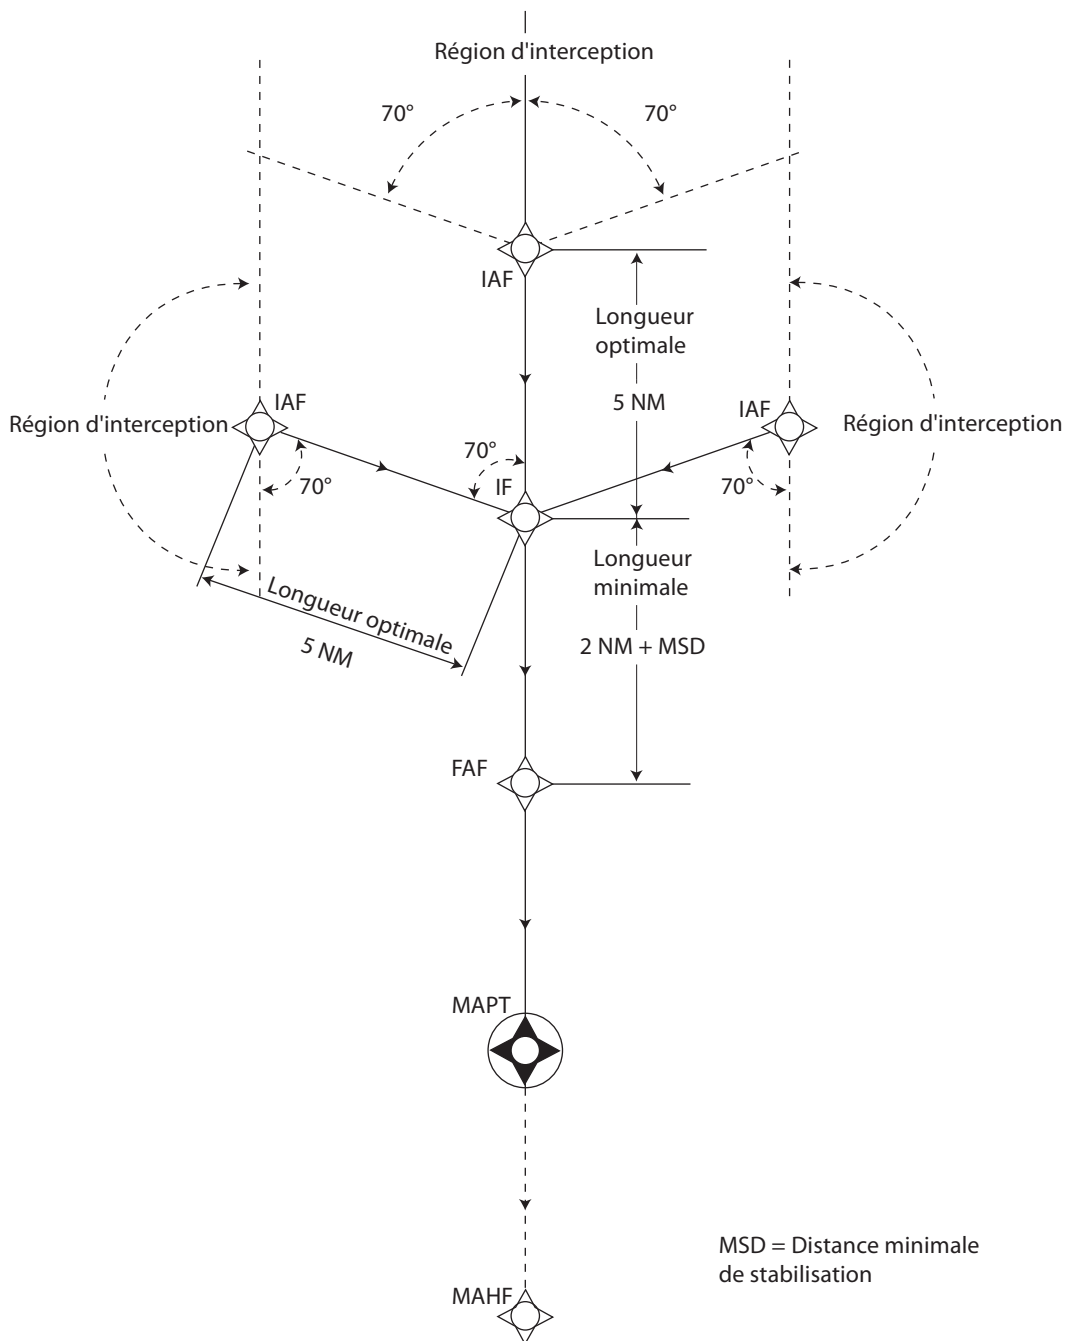 Région d'interception
70°
70°
IAF
Longueur
optimale
5 NM
IAF
IAF
Région d'interception
Région d'interception
70°
70°
70°
IF
Longueur
minimale
2 NM + MSD
Longueur optimale
5 NM
FAF
MAPT
MSD = Distance minimale
de stabilisation
MAHF